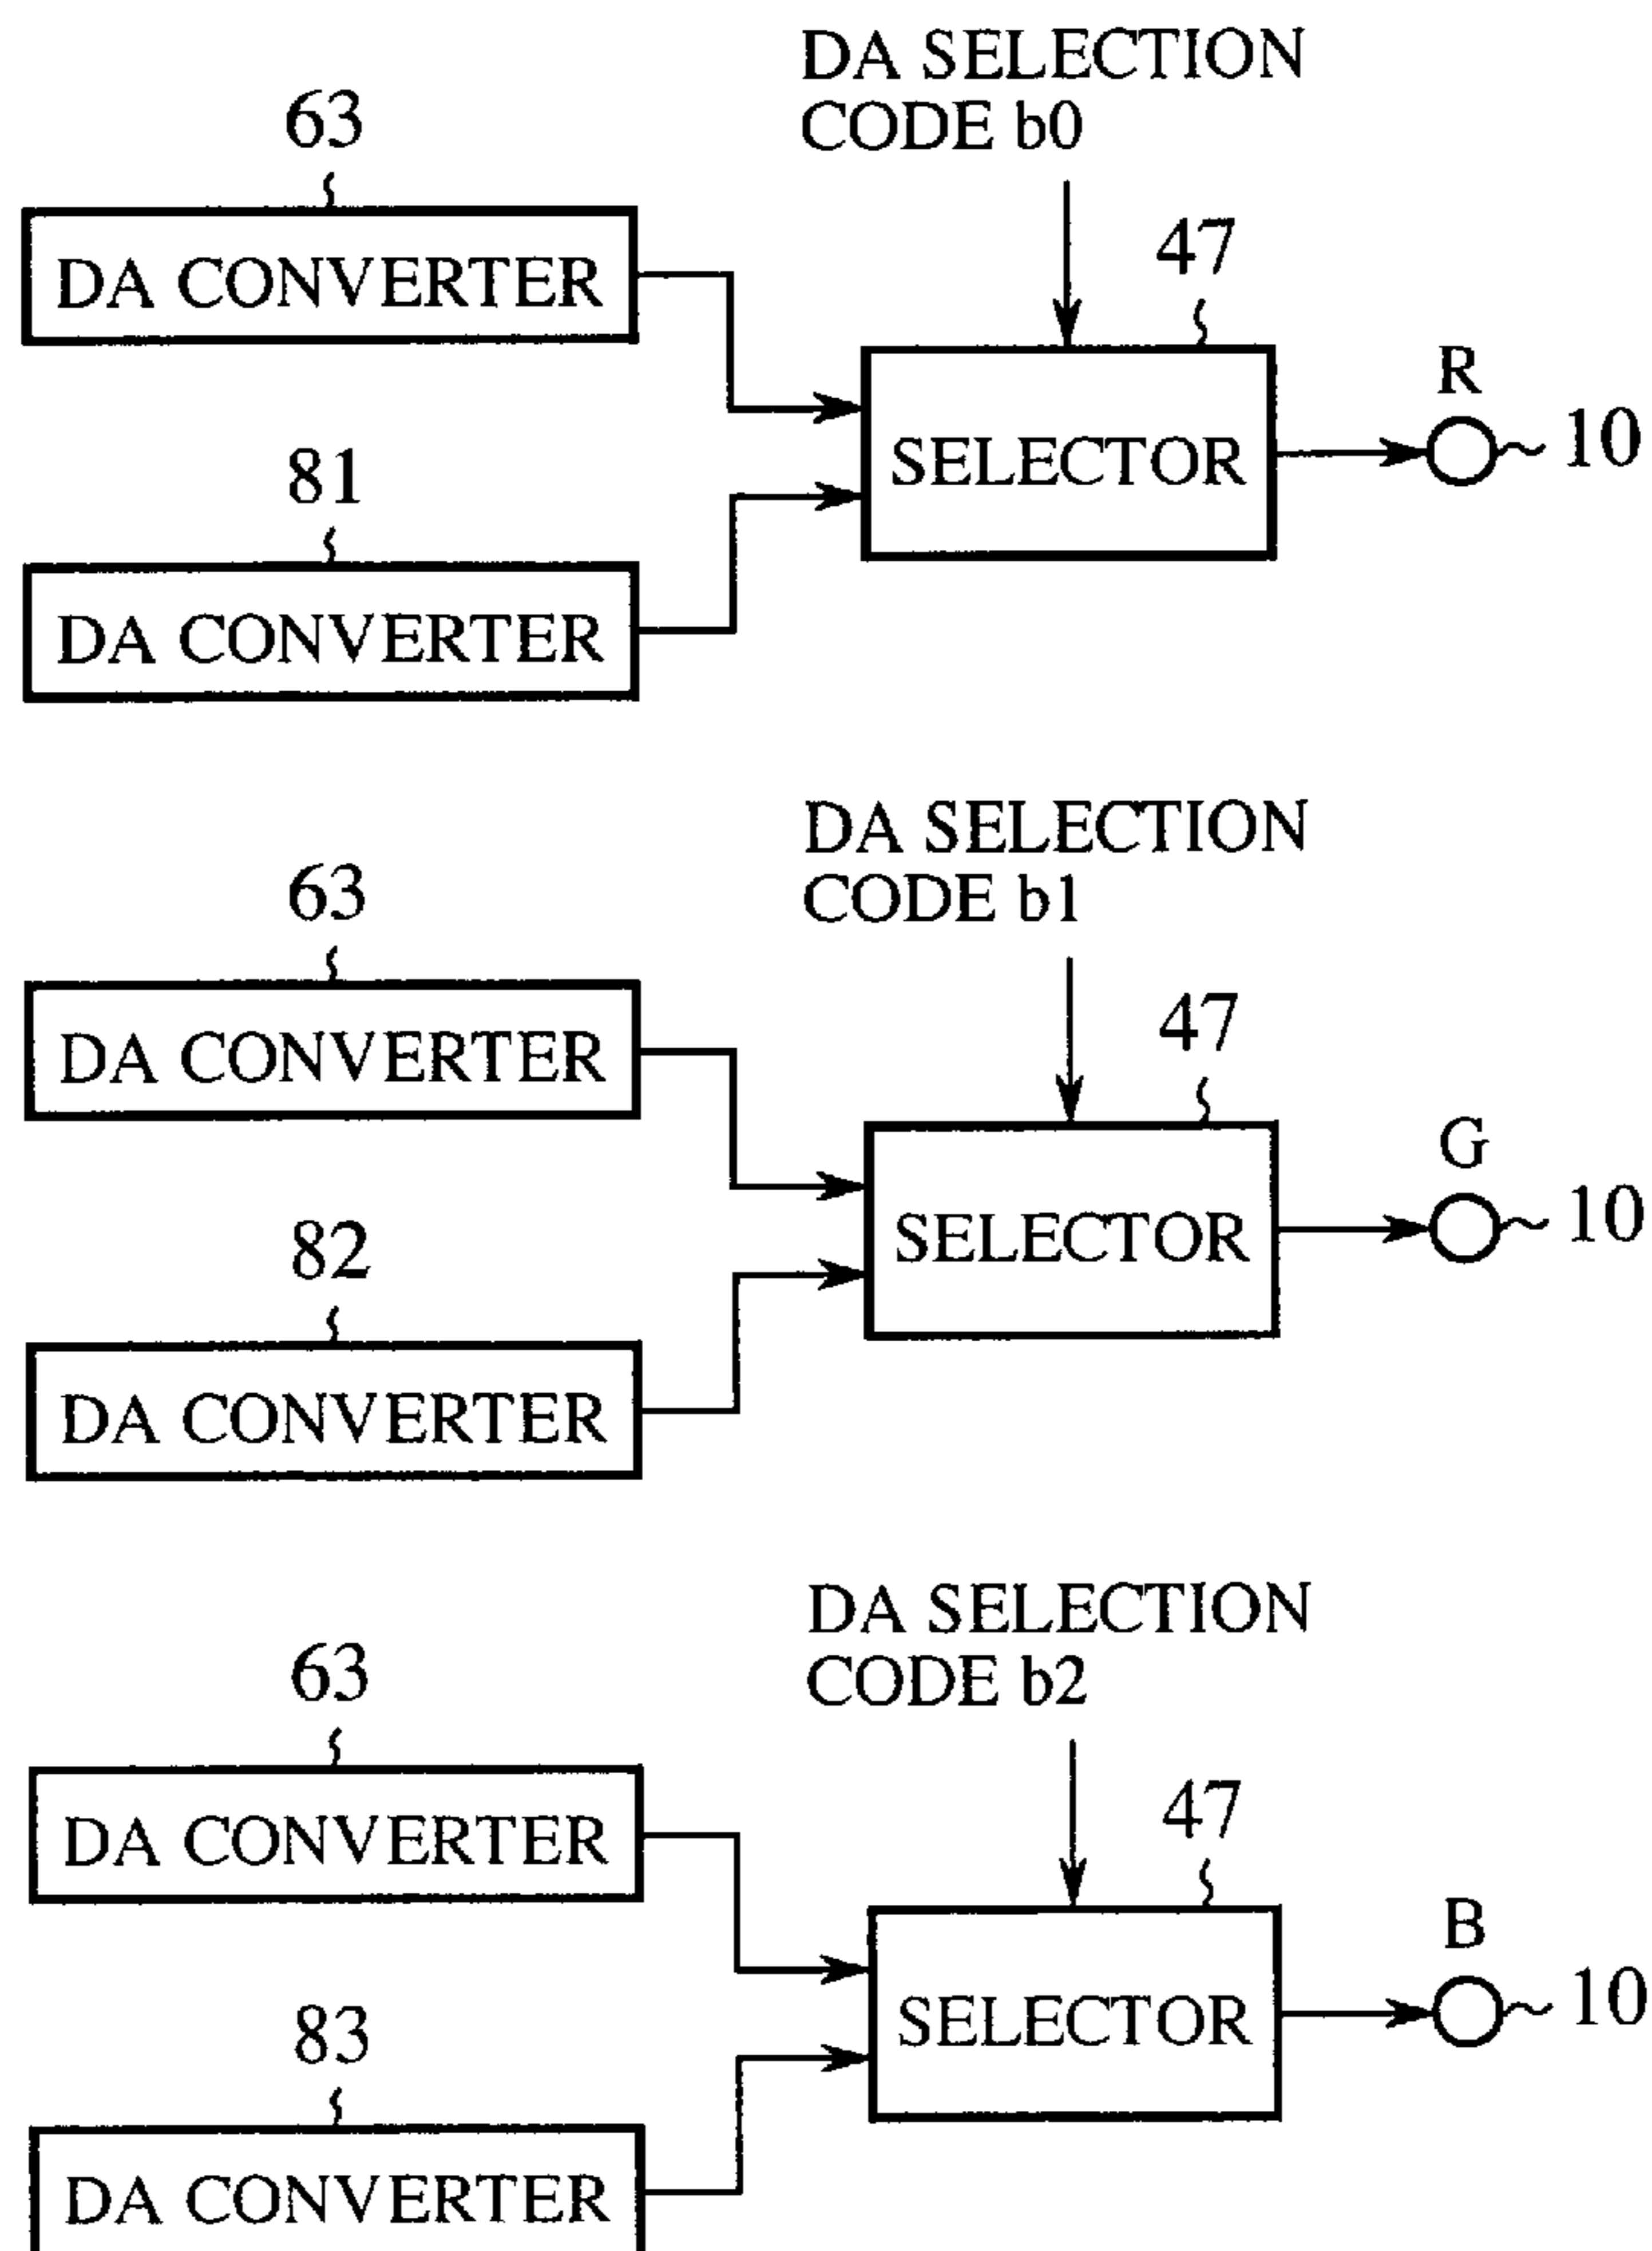 DA SELECTION
CODE b0
63
DA CONVERTER
47
R
SELECTOR
10
81
DA CONVERTER
DA SELECTION
CODE b1
63
DA CONVERTER
47
G
SELECTOR
10
82
DA CONVERTER
DA SELECTION
CODE b2
63
DA CONVERTER
47
B
SELECTOR
10
83
DA CONVERTER